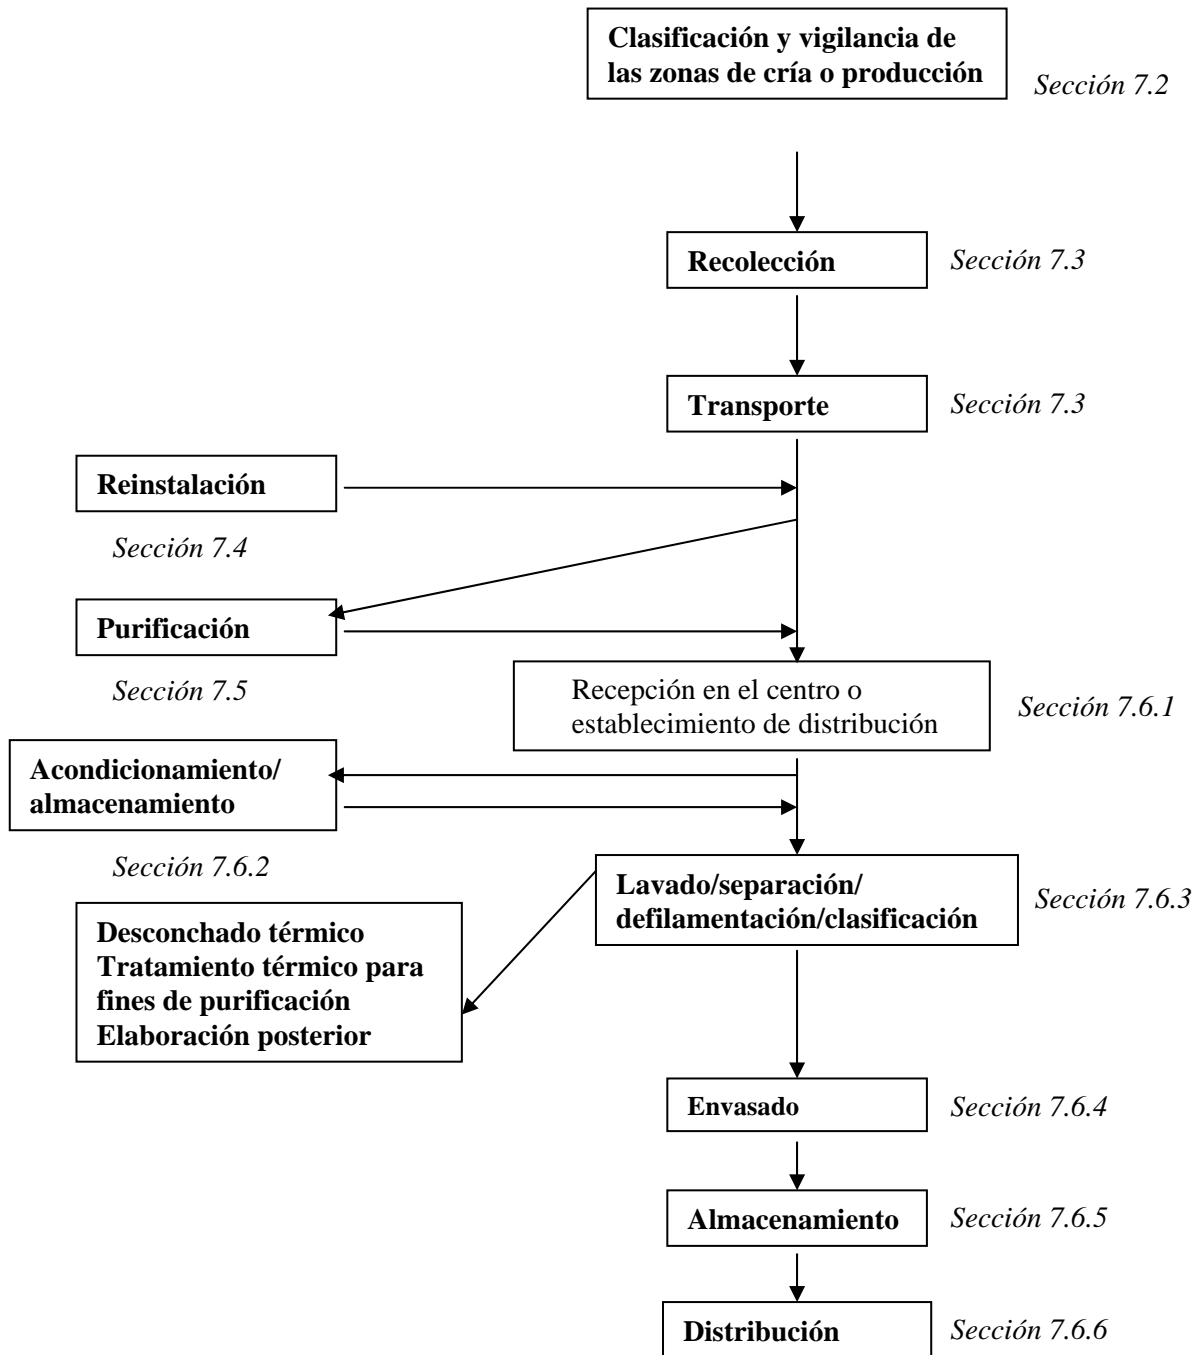 Clasificación y vigilancia de
las zonas de cría o producción
Sección 7.2
Recolección
Sección 7.3
Transporte
Sección 7.3
Reinstalación
Sección 7.4
Purificación
Sección 7.5
Recepción en el centro o
establecimiento de distribución
Sección 7.6.1
Acondicionamiento/
almacenamiento
Sección 7.6.2
Lavado/separación/
defilamentación/clasificación
Sección 7.6.3
Desconchado térmico
Tratamiento térmico para
fines de purificación
Elaboración posterior
Envasado
Sección 7.6.4
Almacenamiento
Sección 7.6.5
Distribución
Sección 7.6.6